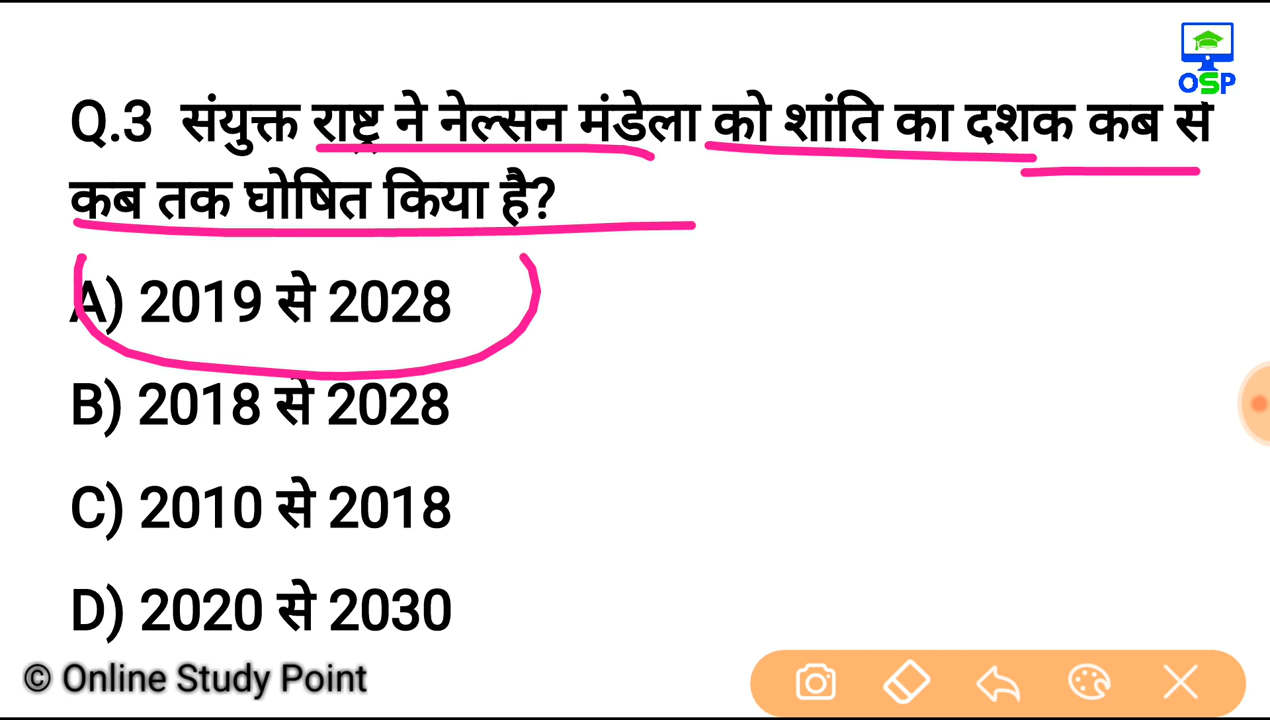 OSP
Q.3 संयुक्त राष्ट्र ने नेल्सन मंडेला को शांति का दशक कब से
कब तक घोषित किया है?
A) 2019 से 2028
B) 2018 से 2028
C) 2010 से 2018
D) 2020 से 2030
© Online Study Point